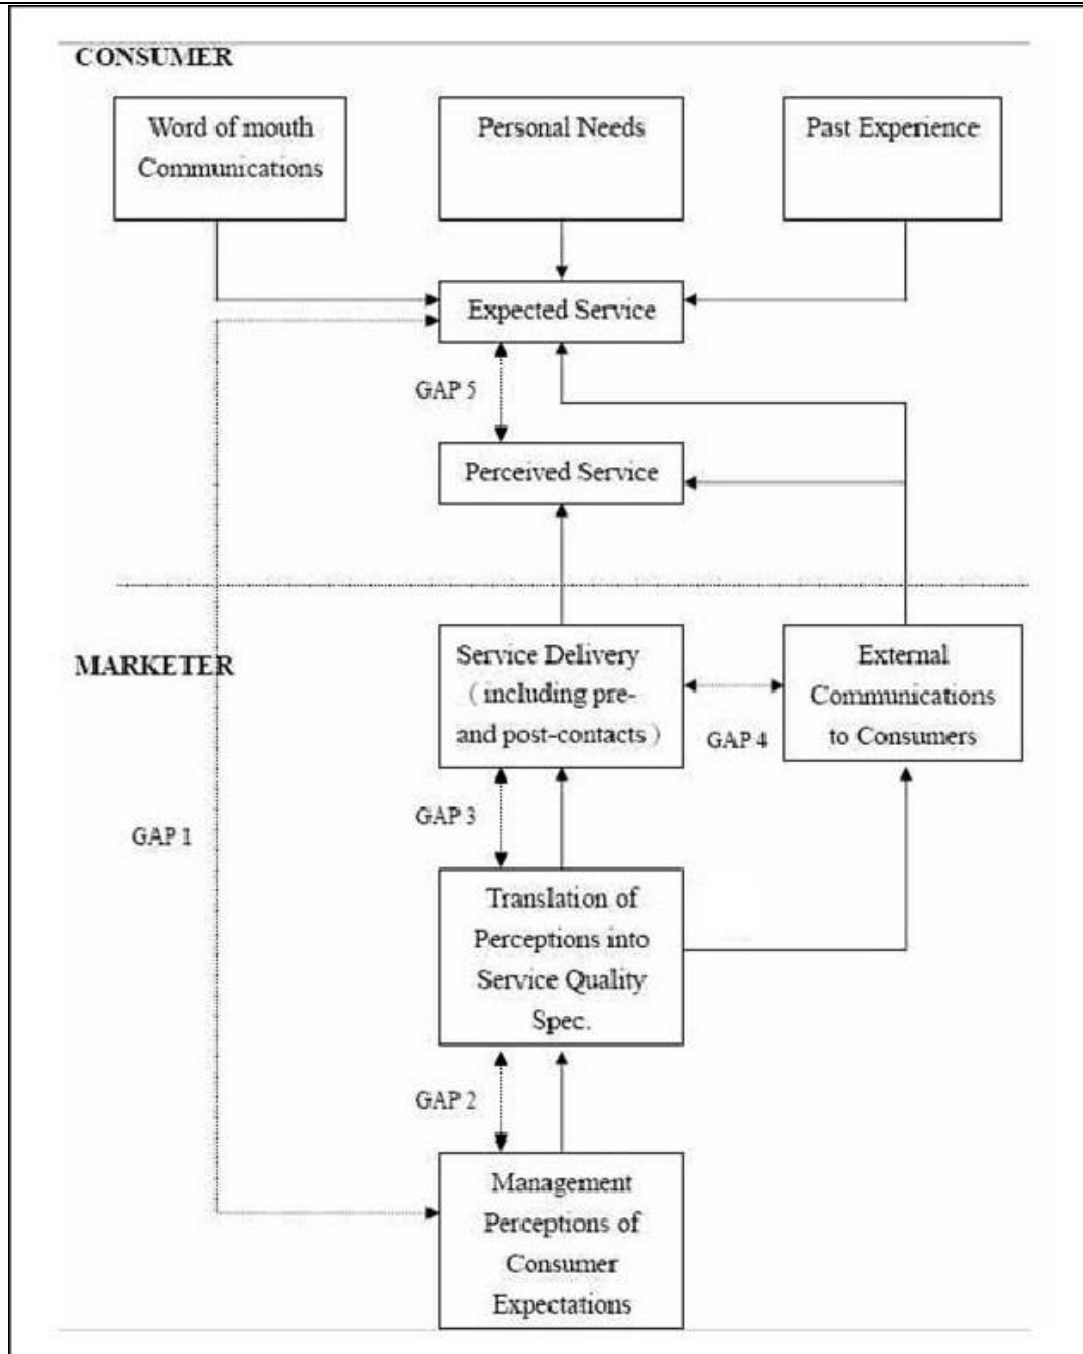 CONSUMER
Word of mouth
Communications
Personal Needs
Past Experience
Expected Service
GAP 5
Perceived Service
MARKETER
Service Delivery
(including pre-
and post-contacts)
External
Communications
to Consumers
GAP 4
GAP 1
GAP 3
Translation of
Perceptions into
Service Quality
Spec.
GAP 2
Management
Perceptions of
Consumer
Expectations